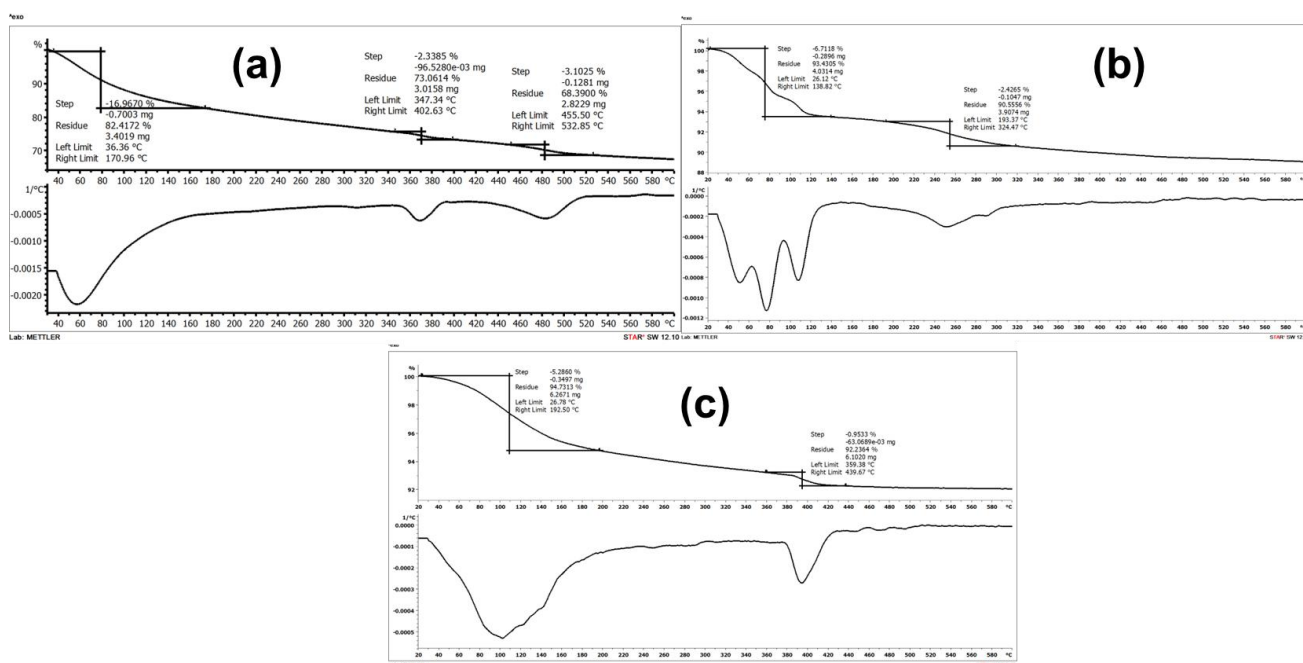 ^exo
(a)
%
90
80
70
Step -16.9670 %
-0.7003 mg
Residue 82.4172 %
3.4019 mg
Left Limit 36.36 °C
Right Limit 170.96 °C
Step -2.3385 %
-96.5280e-03 mg
Residue 73.0614 %
3.0158 mg
Left Limit 347.34 °C
Right Limit 402.63 °C
Step -3.1025 %
-0.1281 mg
Residue 68.3900 %
2.8229 mg
Left Limit 455.50 °C
Right Limit 532.85 °C
40 60 80 100 120 140 160 180 200 220 240 260 280 300 320 340 360 380 400 420 440 460 480 500 520 540 560 °C
1/°C
-0.0005
-0.0010
-0.0015
-0.0020
40 60 80 100 120 140 160 180 200 220 240 260 280 300 320 340 360 380 400 420 440 460 480 500 520 540 560 °C
Lab: METTLER STAR® SW 12.10
^exo
(b)
%
100
98
96
94
92
90
88
Step -6.7118 %
-0.2896 mg
Residue 93.4305 %
4.0314 mg
Left Limit 26.12 °C
Right Limit 138.82 °C
Step -2.4265 %
-0.1047 mg
Residue 90.5556 %
3.9074 mg
Left Limit 193.37 °C
Right Limit 324.47 °C
20 40 60 80 100 120 140 160 180 200 220 240 260 280 300 320 340 360 380 400 420 440 460 480 500 520 540 560 580 °C
1/°C
0.0000
-0.0002
-0.0004
-0.0006
-0.0008
-0.0010
-0.0012
20 40 60 80 100 120 140 160 180 200 220 240 260 280 300 320 340 360 380 400 420 440 460 480 500 520 540 560 580 °C
Lab: METTLER STAR® SW 12.
^exo
(c)
%
100
98
96
94
92
Step -5.2860 %
-0.3497 mg
Residue 94.7313 %
6.2671 mg
Left Limit 26.78 °C
Right Limit 192.50 °C
Step -0.9533 %
-63.0689e-03 mg
Residue 92.2364 %
6.1020 mg
Left Limit 359.38 °C
Right Limit 439.67 °C
20 40 60 80 100 120 140 160 180 200 220 240 260 280 300 320 340 360 380 400 420 440 460 480 500 520 540 560 580 °C
1/°C
0.0000
-0.0001
-0.0002
-0.0003
-0.0004
-0.0005
20 40 60 80 100 120 140 160 180 200 220 240 260 280 300 320 340 360 380 400 420 440 460 480 500 520 540 560 580 °C